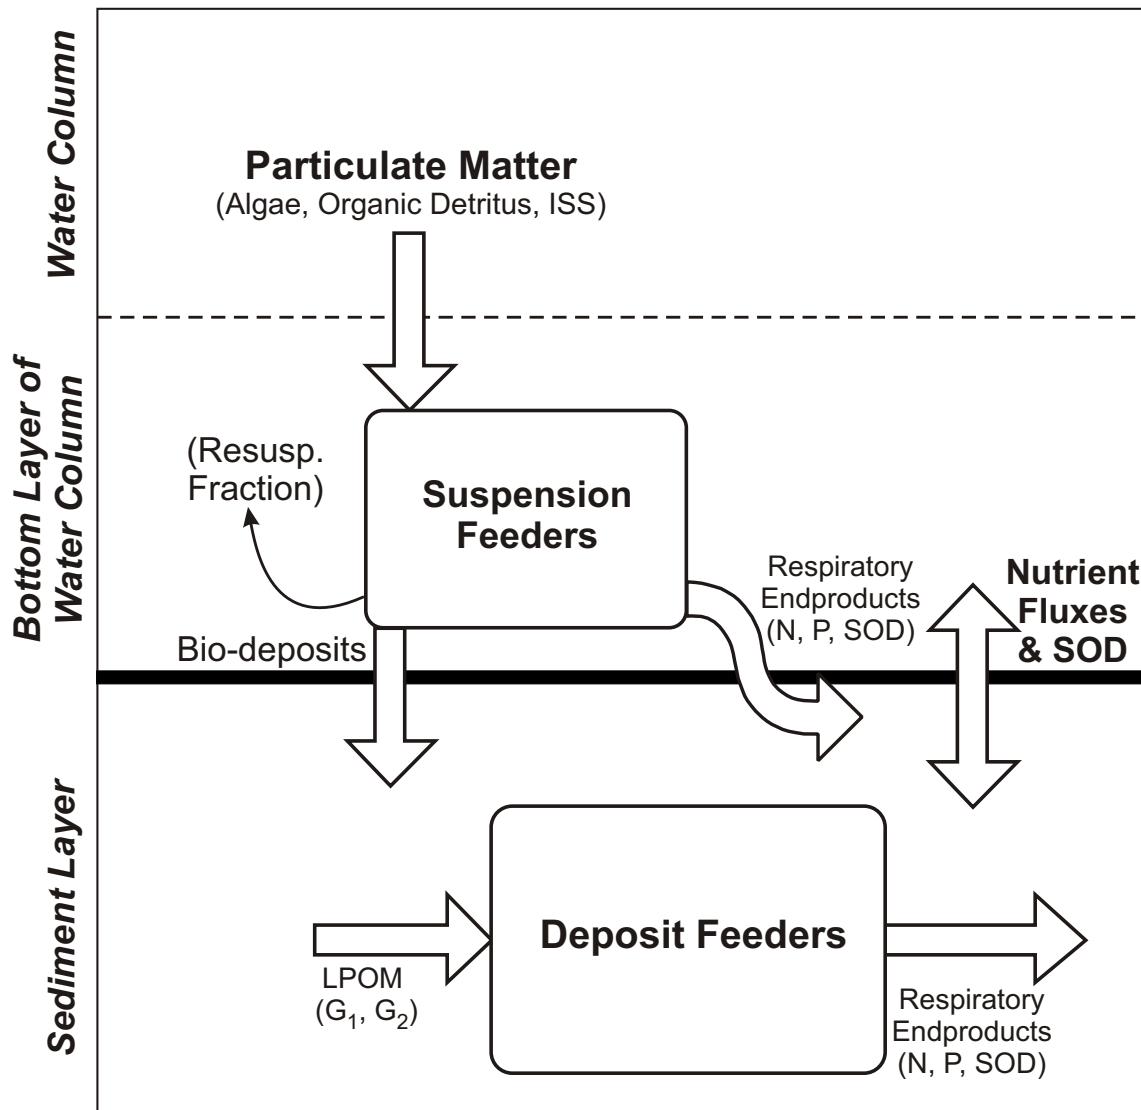 Water Column
Particulate Matter
(Algae, Organic Detritus, ISS)
Bottom Layer of
Water Column
(Resusp.
Fraction)
Suspension
Feeders
Respiratory
Endproducts
(N, P, SOD)
Nutrient
Fluxes
& SOD
Bio-deposits
Sediment Layer
Deposit Feeders
LPOM
(G₁, G₂)
Respiratory
Endproducts
(N, P, SOD)